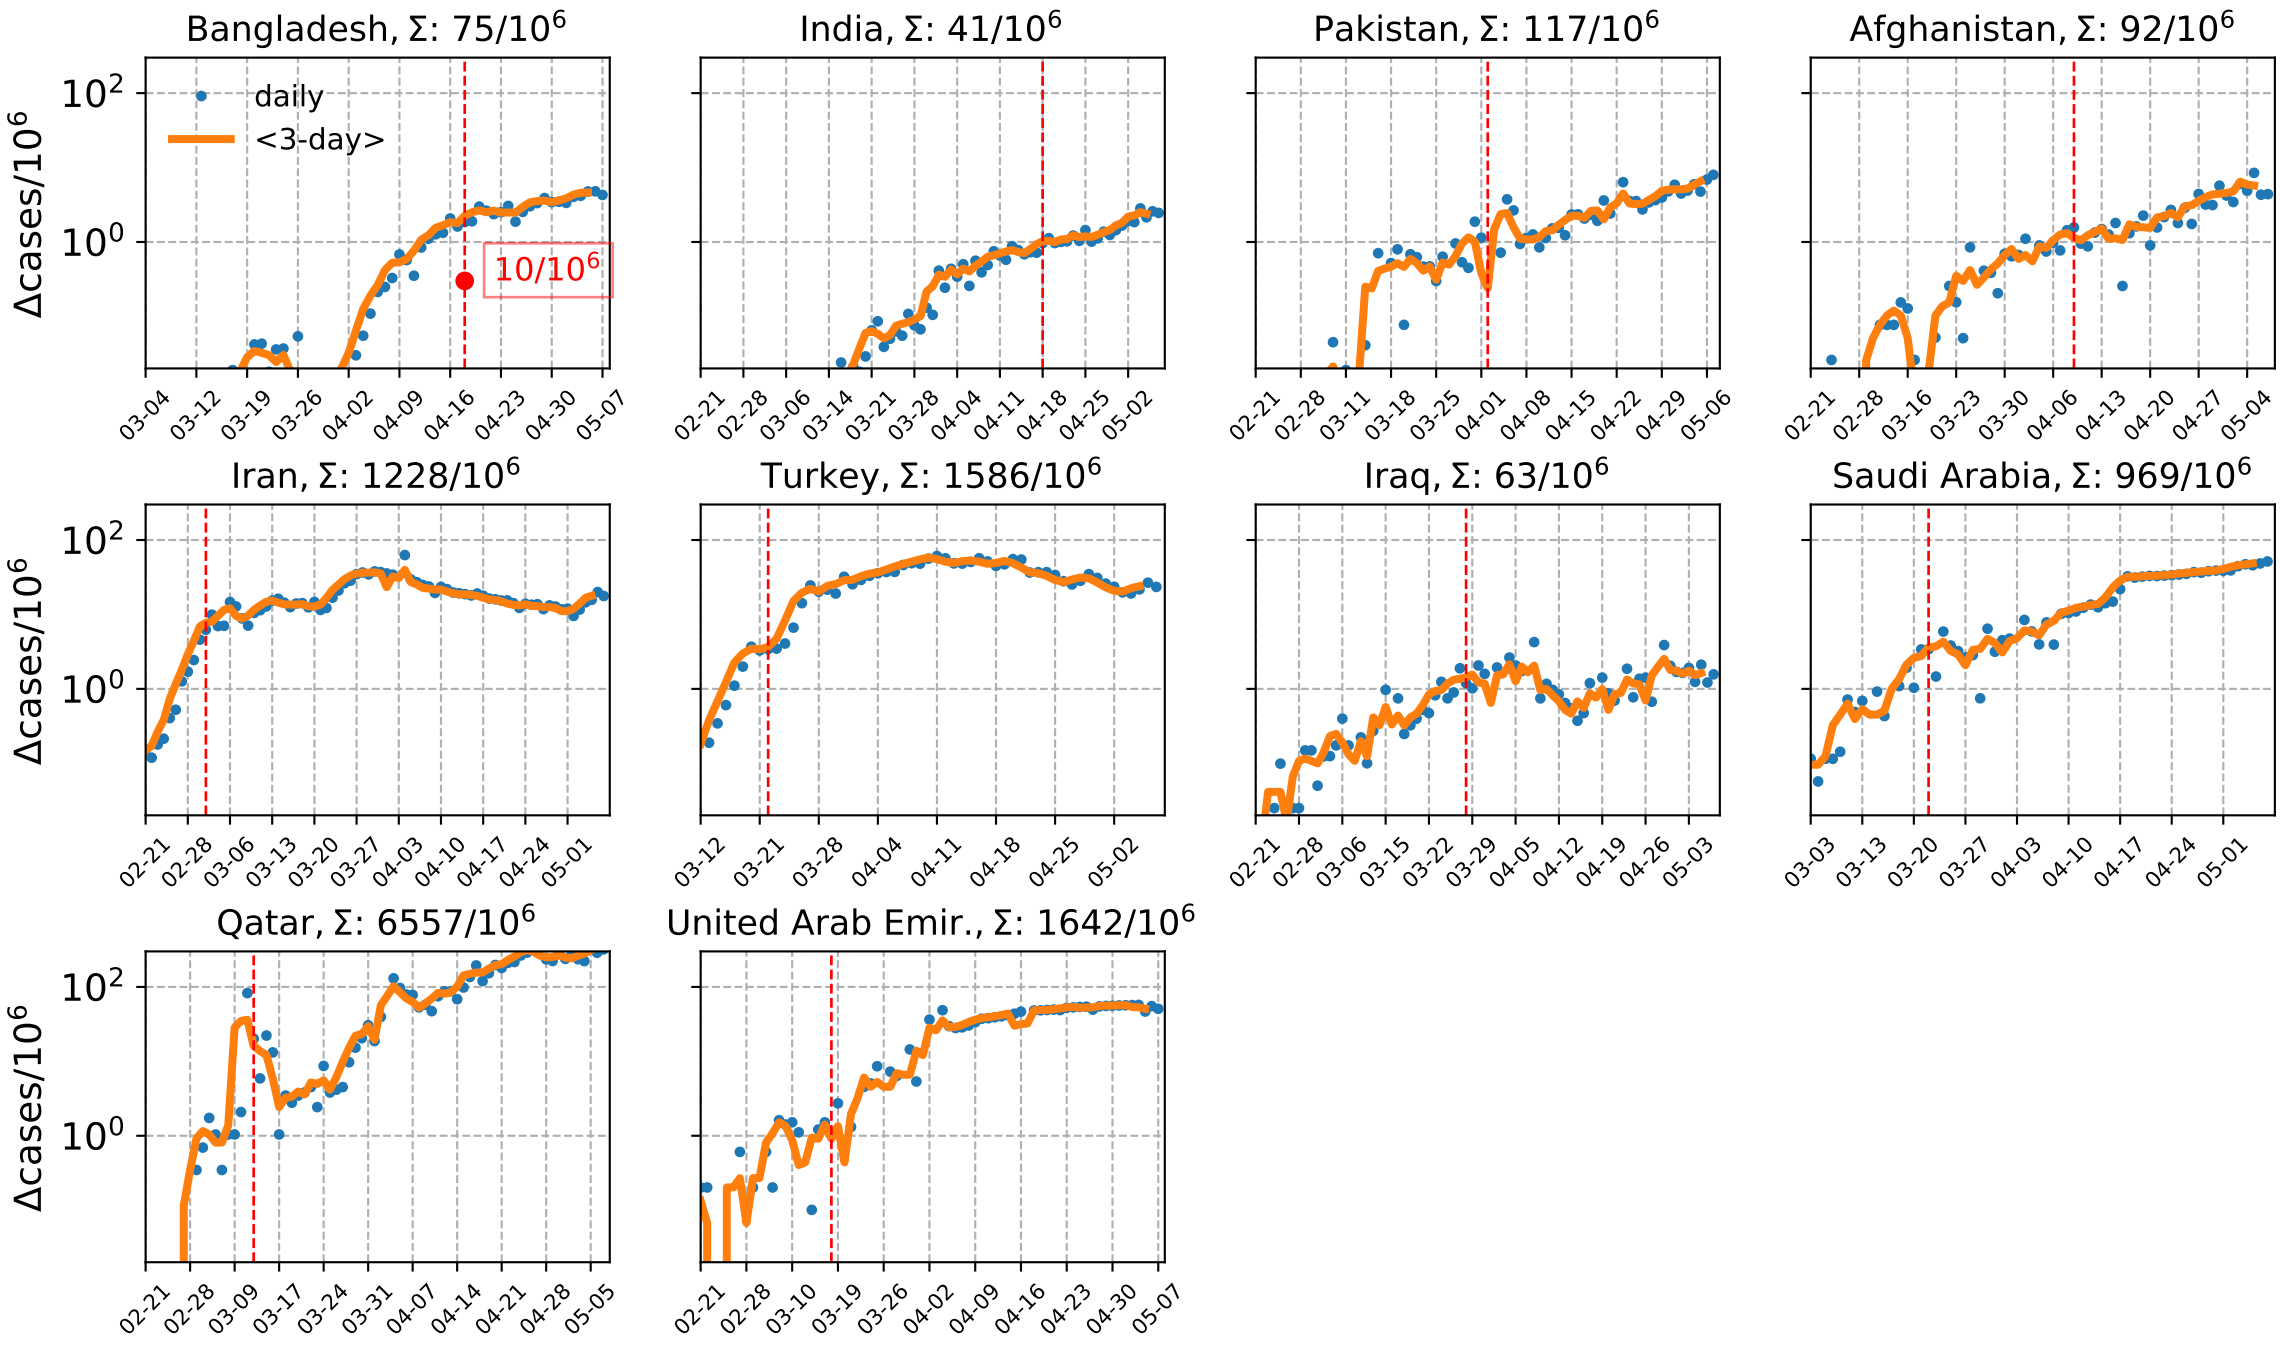 Bangladesh, Σ: 75/10⁶
India, Σ: 41/10⁶
Pakistan, Σ: 117/10⁶
Afghanistan, Σ: 92/10⁶
Δcases/10⁶
10²
10⁰
daily
<3-day>
10/10⁶
03-04 03-12 03-19 03-26 04-02 04-09 04-16 04-23 04-30 05-07
02-21 02-28 03-06 03-14 03-21 03-28 04-04 04-11 04-18 04-25 05-02
02-21 02-28 03-11 03-18 03-25 04-01 04-08 04-15 04-22 04-29 05-06
02-21 02-28 03-16 03-23 03-30 04-06 04-13 04-20 04-27 05-04
Iran, Σ: 1228/10⁶
Turkey, Σ: 1586/10⁶
Iraq, Σ: 63/10⁶
Saudi Arabia, Σ: 969/10⁶
Δcases/10⁶
10²
10⁰
02-21 02-28 03-06 03-13 03-20 03-27 04-03 04-10 04-17 04-24 05-01
03-12 03-21 03-28 04-04 04-11 04-18 04-25 05-02
02-21 02-28 03-06 03-15 03-22 03-29 04-05 04-12 04-19 04-26 05-03
03-03 03-13 03-20 03-27 04-03 04-10 04-17 04-24 05-01
Qatar, Σ: 6557/10⁶
United Arab Emir., Σ: 1642/10⁶
Δcases/10⁶
10²
10⁰
02-21 02-28 03-09 03-17 03-24 03-31 04-07 04-14 04-21 04-28 05-05
02-21 02-28 03-10 03-19 03-26 04-02 04-09 04-16 04-23 04-30 05-07